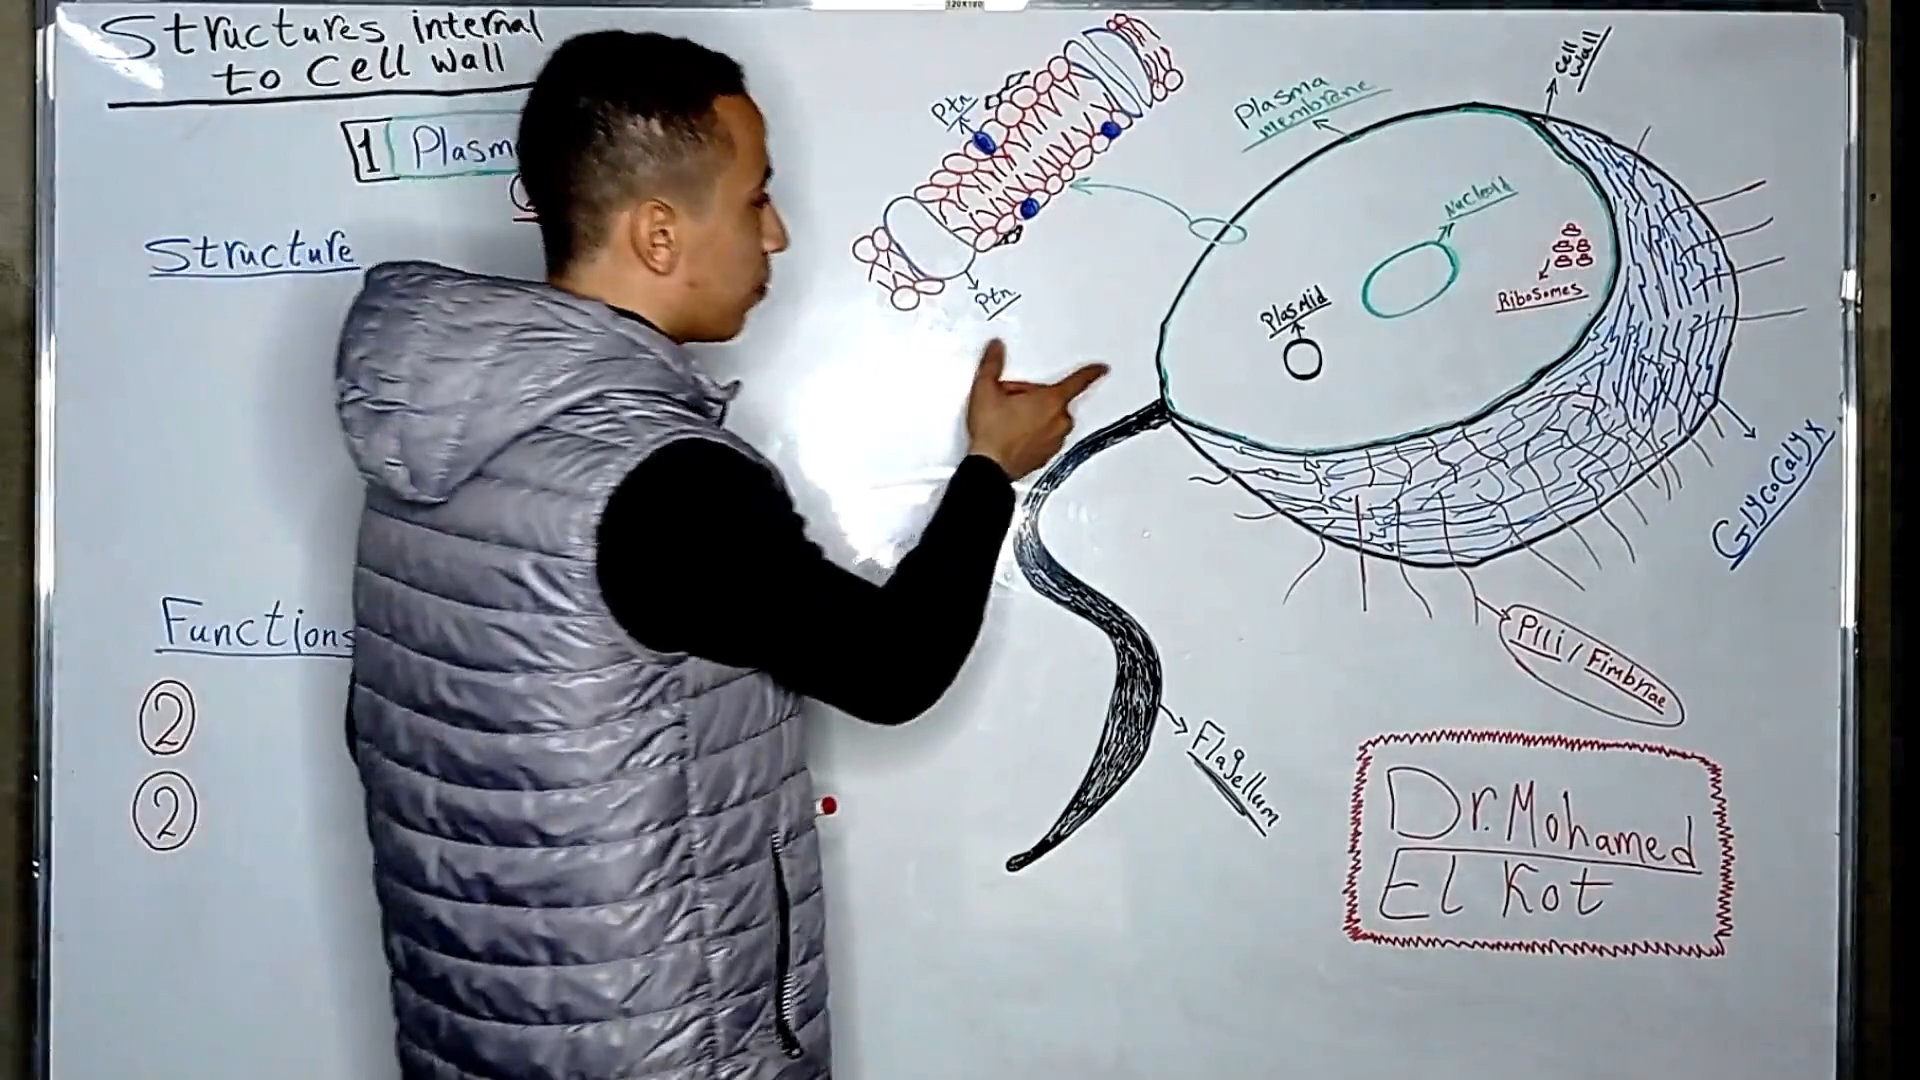 Structures internal
to Cell Wall
1 Plasm
Structure
Functions
2
2
Ptn
Ptn
Plasma
membrane
Cell
Wall
Nucleoid
Plasmid
Ribosomes
Glycocalyx
Pili / Fimbriae
Flagellum
Dr. Mohamed
El Kot
120X180